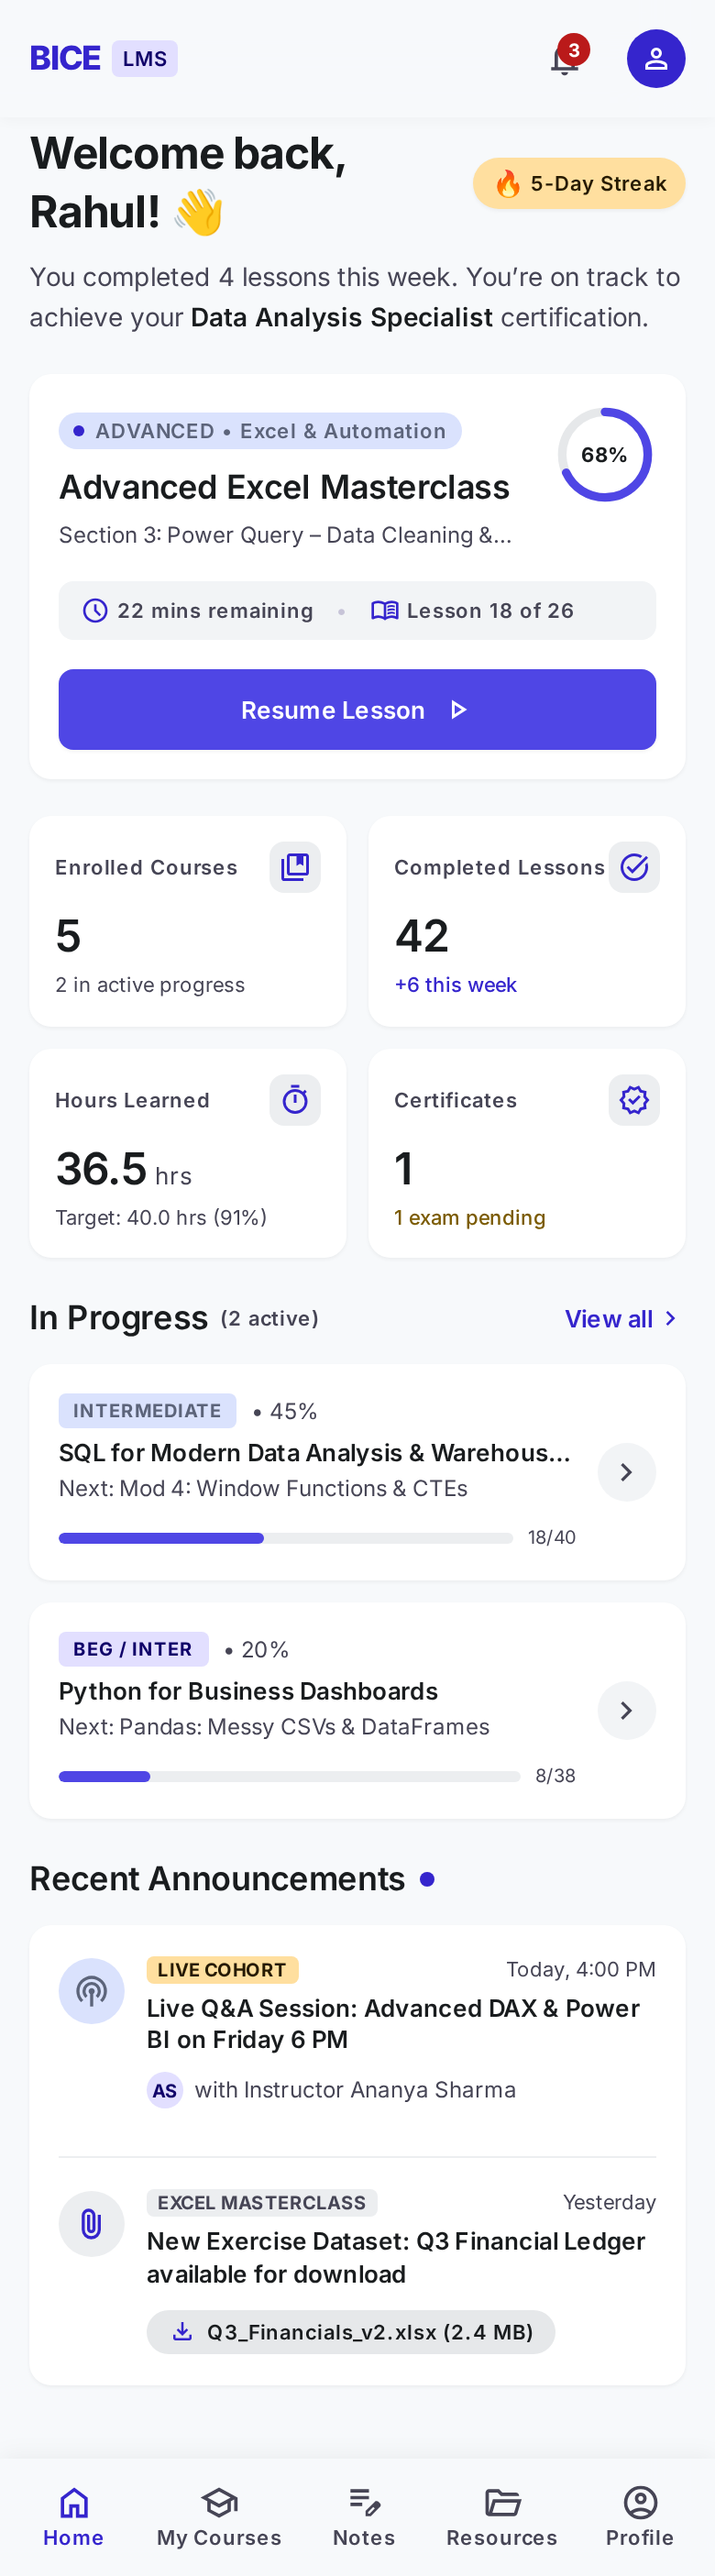 BICE LMS
3
Welcome back,
Rahul! 👋
🔥 5-Day Streak
You completed 4 lessons this week. You’re on track to
achieve your Data Analysis Specialist certification.
ADVANCED • Excel & Automation
68%
Advanced Excel Masterclass
Section 3: Power Query – Data Cleaning &...
22 mins remaining • Lesson 18 of 26
Resume Lesson
Enrolled Courses
5
2 in active progress
Completed Lessons
42
+6 this week
Hours Learned
36.5 hrs
Target: 40.0 hrs (91%)
Certificates
1
1 exam pending
In Progress (2 active)
View all
INTERMEDIATE • 45%
SQL for Modern Data Analysis & Warehous...
Next: Mod 4: Window Functions & CTEs
18/40
BEG / INTER • 20%
Python for Business Dashboards
Next: Pandas: Messy CSVs & DataFrames
8/38
Recent Announcements
LIVE COHORT
Today, 4:00 PM
Live Q&A Session: Advanced DAX & Power
BI on Friday 6 PM
AS with Instructor Ananya Sharma
EXCEL MASTERCLASS
Yesterday
New Exercise Dataset: Q3 Financial Ledger
available for download
Q3_Financials_v2.xlsx (2.4 MB)
Home
My Courses
Notes
Resources
Profile